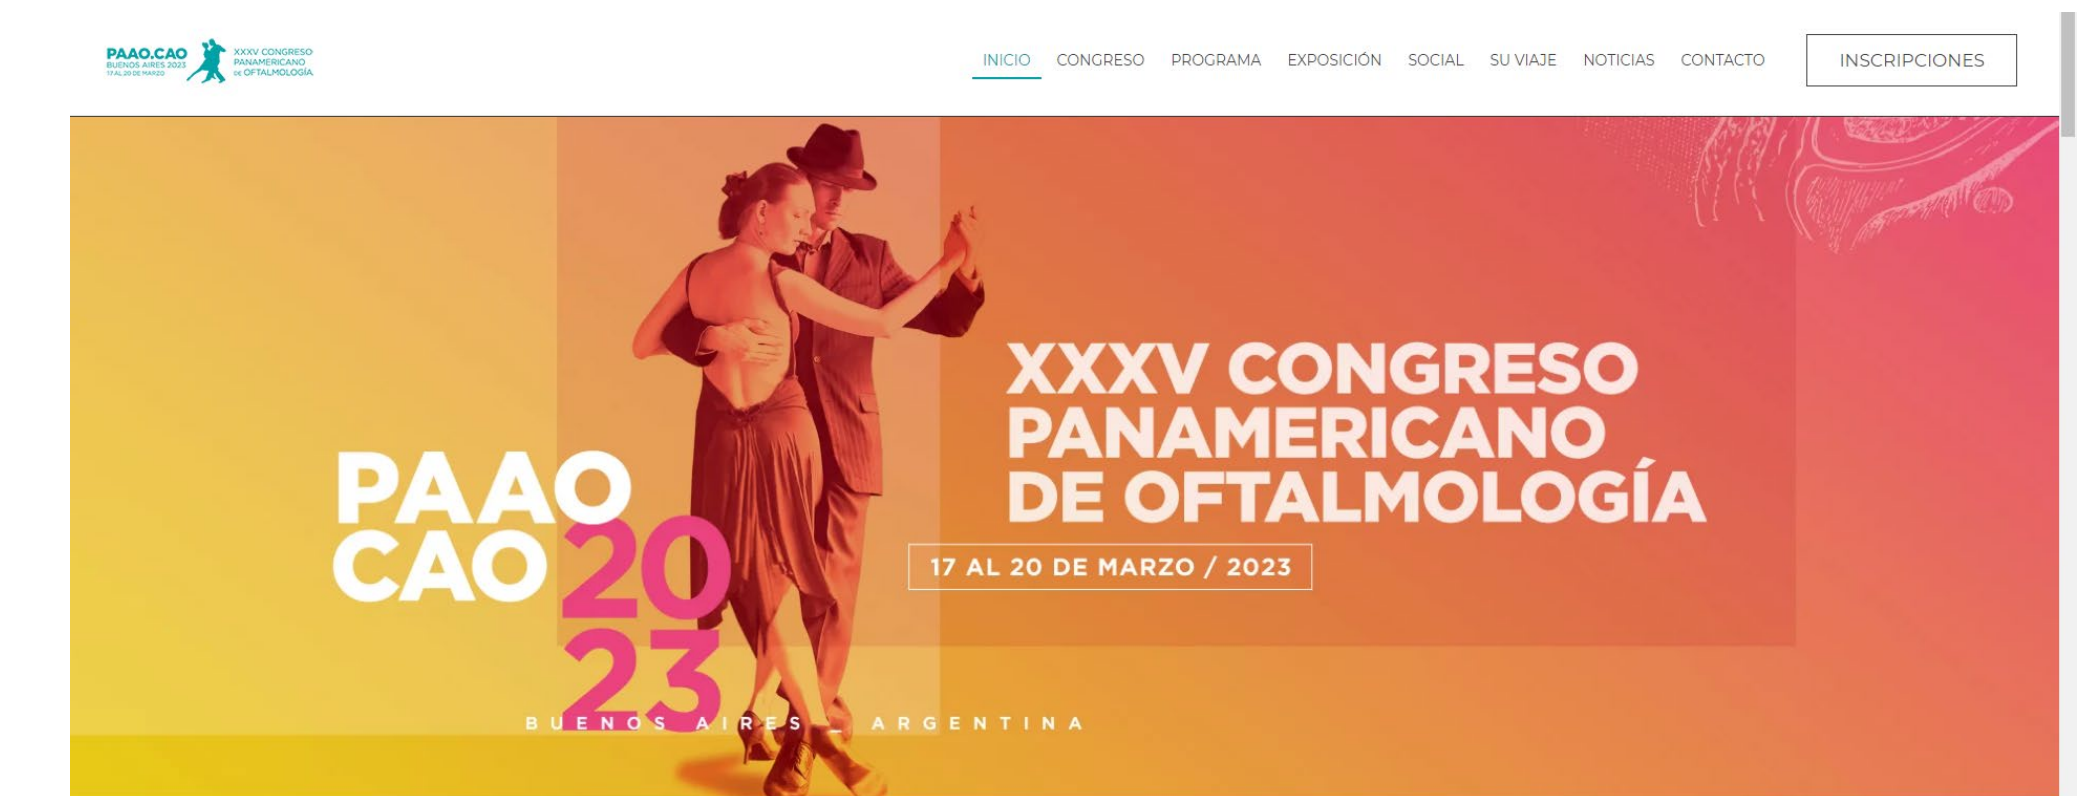 PAAO.CAO
BUENOS AIRES 2023
17 AL 20 DE MARZO
XXXV CONGRESO
PANAMERICANO
DE OFTALMOLOGÍA
INICIO CONGRESO PROGRAMA EXPOSICIÓN SOCIAL SU VIAJE NOTICIAS CONTACTO INSCRIPCIONES
PAAO
CAO 20
23
BUENOS AIRES _ ARGENTINA
XXXV CONGRESO
PANAMERICANO
DE OFTALMOLOGÍA
17 AL 20 DE MARZO / 2023